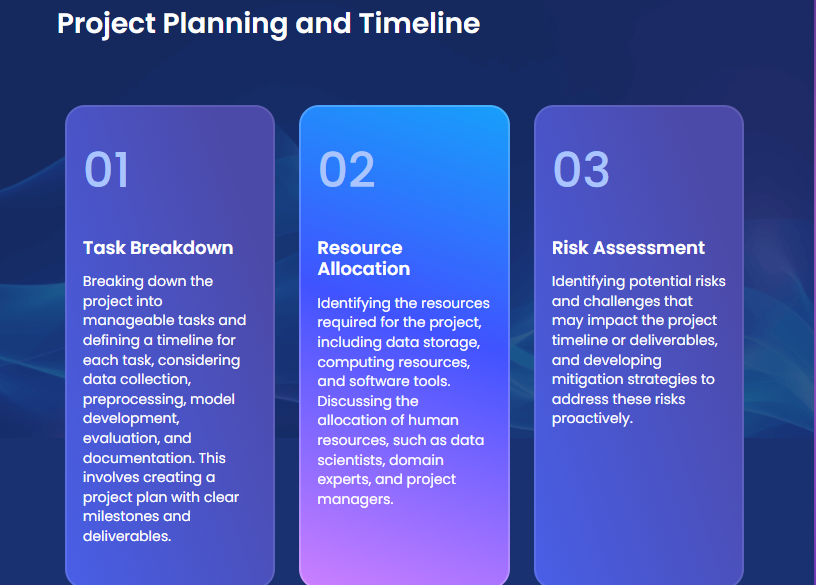 Project Planning and Timeline
01
Task Breakdown
Breaking down the
project into
manageable tasks and
defining a timeline for
each task, considering
data collection,
preprocessing, model
development,
evaluation, and
documentation. This
involves creating a
project plan with clear
milestones and
deliverables.
02
Resource
Allocation
Identifying the resources
required for the project,
including data storage,
computing resources,
and software tools.
Discussing the
allocation of human
resources, such as data
scientists, domain
experts, and project
managers.
03
Risk Assessment
Identifying potential risks
and challenges that
may impact the project
timeline or deliverables,
and developing
mitigation strategies to
address these risks
proactively.